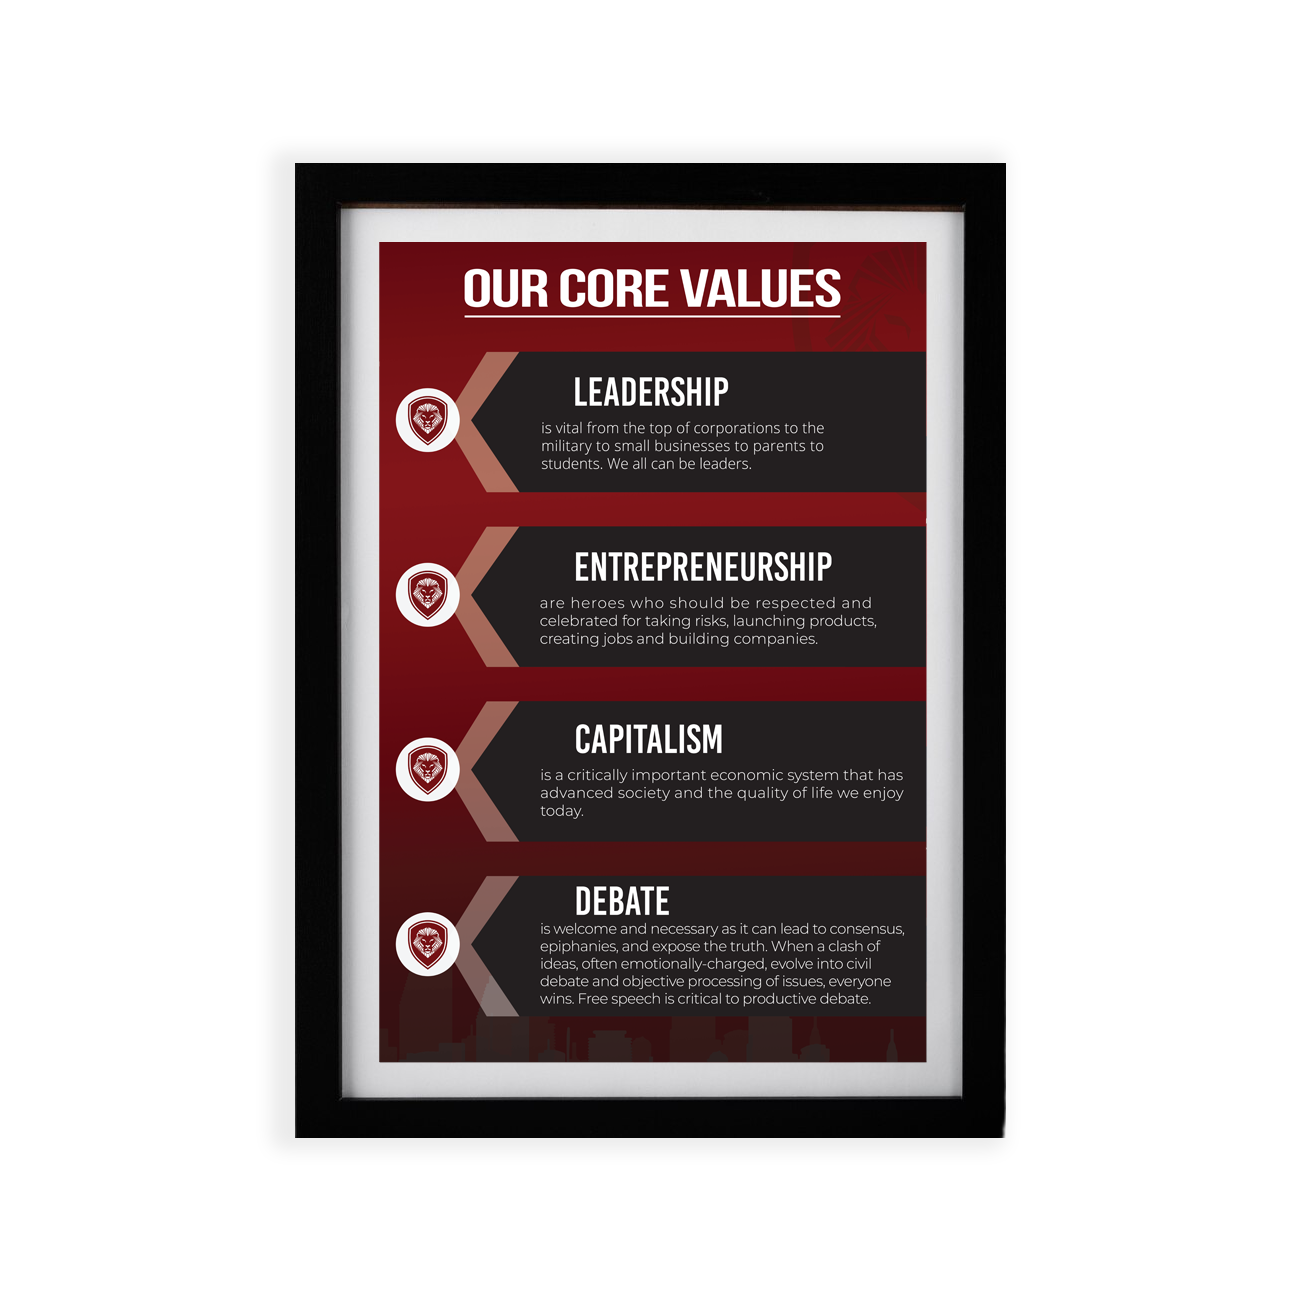 OUR CORE VALUES
LEADERSHIP
is vital from the top of corporations to the
military to small businesses to parents to
students. We all can be leaders.
ENTREPRENEURSHIP
are heroes who should be respected and
celebrated for taking risks, launching products,
creating jobs and building companies.
CAPITALISM
is a critically important economic system that has
advanced society and the quality of life we enjoy
today.
DEBATE
is welcome and necessary as it can lead to consensus,
epiphanies, and expose the truth. When a clash of
ideas, often emotionally-charged, evolve into civil
debate and objective processing of issues, everyone
wins. Free speech is critical to productive debate.